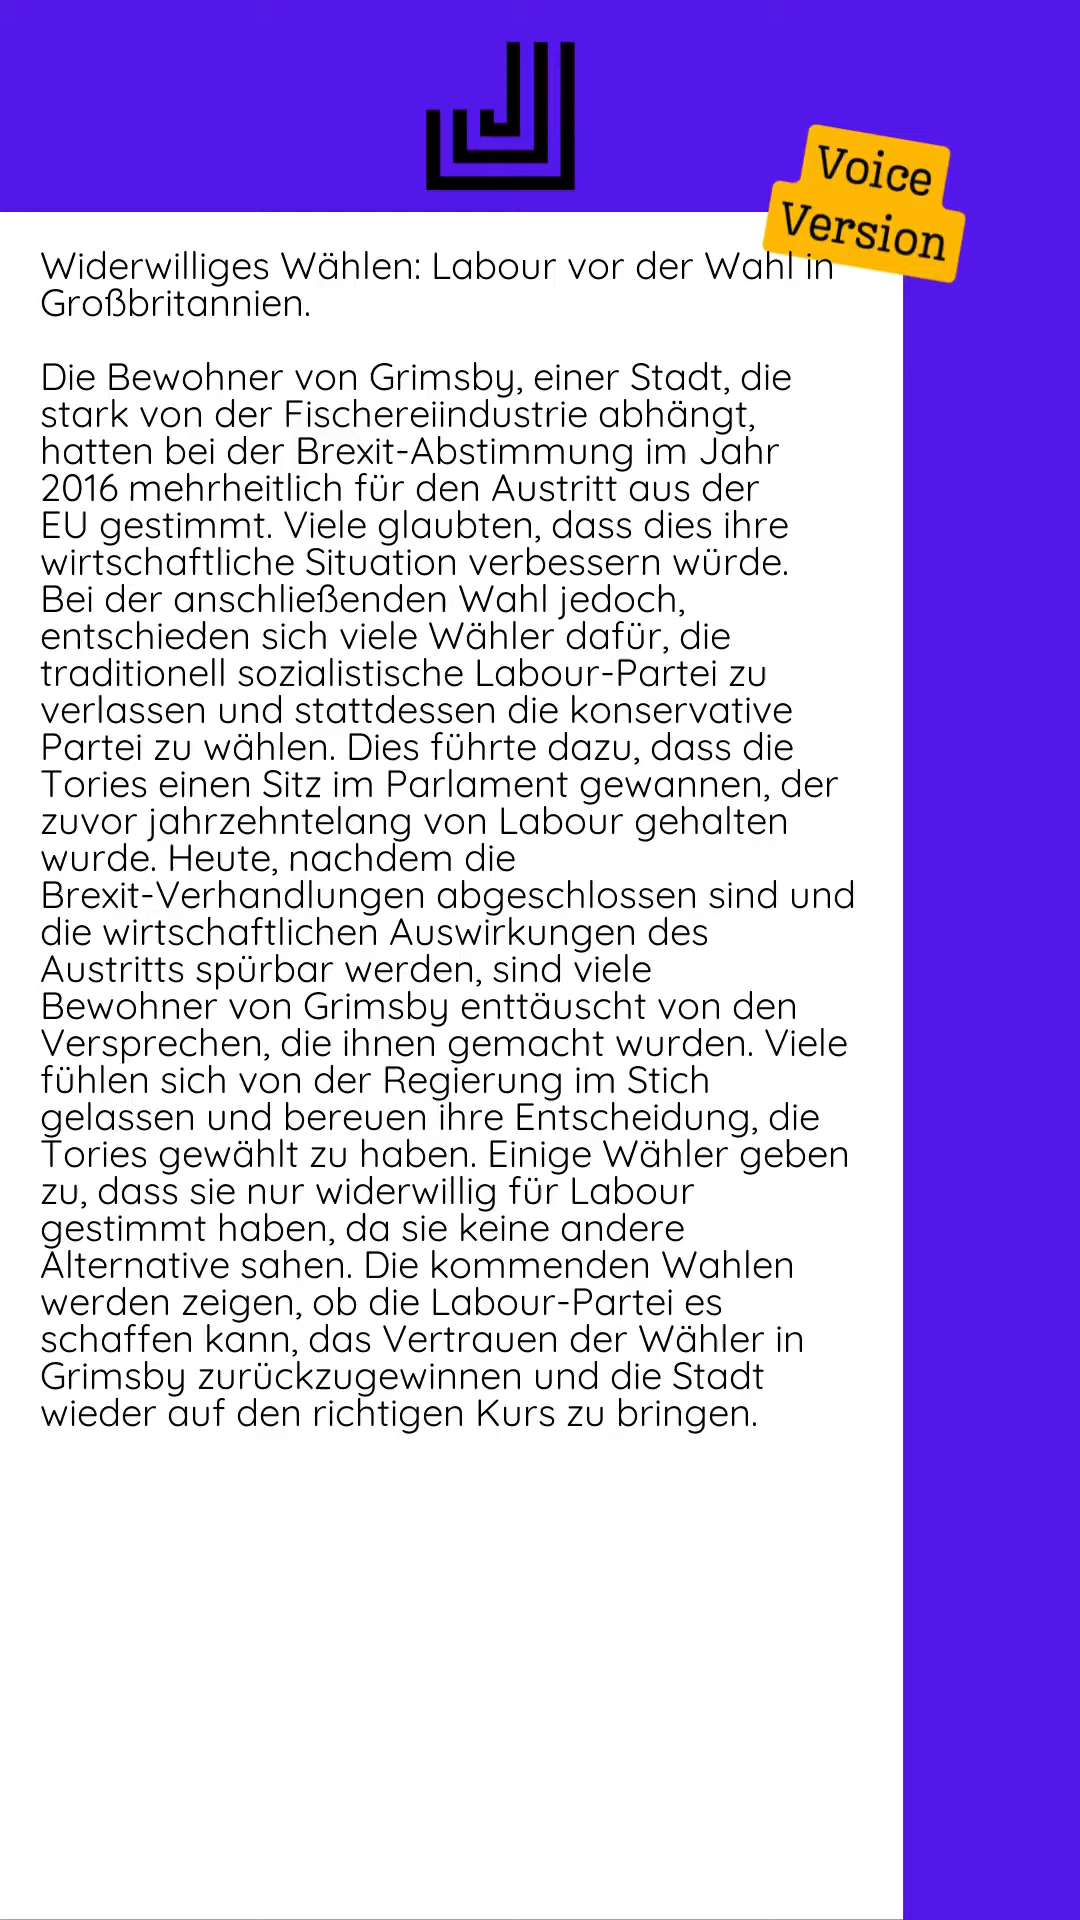 Voice
Version
Widerwilliges Wählen: Labour vor der Wahl in
Großbritannien.
Die Bewohner von Grimsby, einer Stadt, die
stark von der Fischereiindustrie abhängt,
hatten bei der Brexit-Abstimmung im Jahr
2016 mehrheitlich für den Austritt aus der
EU gestimmt. Viele glaubten, dass dies ihre
wirtschaftliche Situation verbessern würde.
Bei der anschließenden Wahl jedoch,
entschieden sich viele Wähler dafür, die
traditionell sozialistische Labour-Partei zu
verlassen und stattdessen die konservative
Partei zu wählen. Dies führte dazu, dass die
Tories einen Sitz im Parlament gewannen, der
zuvor jahrzehntelang von Labour gehalten
wurde. Heute, nachdem die
Brexit-Verhandlungen abgeschlossen sind und
die wirtschaftlichen Auswirkungen des
Austritts spürbar werden, sind viele
Bewohner von Grimsby enttäuscht von den
Versprechen, die ihnen gemacht wurden. Viele
fühlen sich von der Regierung im Stich
gelassen und bereuen ihre Entscheidung, die
Tories gewählt zu haben. Einige Wähler geben
zu, dass sie nur widerwillig für Labour
gestimmt haben, da sie keine andere
Alternative sahen. Die kommenden Wahlen
werden zeigen, ob die Labour-Partei es
schaffen kann, das Vertrauen der Wähler in
Grimsby zurückzugewinnen und die Stadt
wieder auf den richtigen Kurs zu bringen.